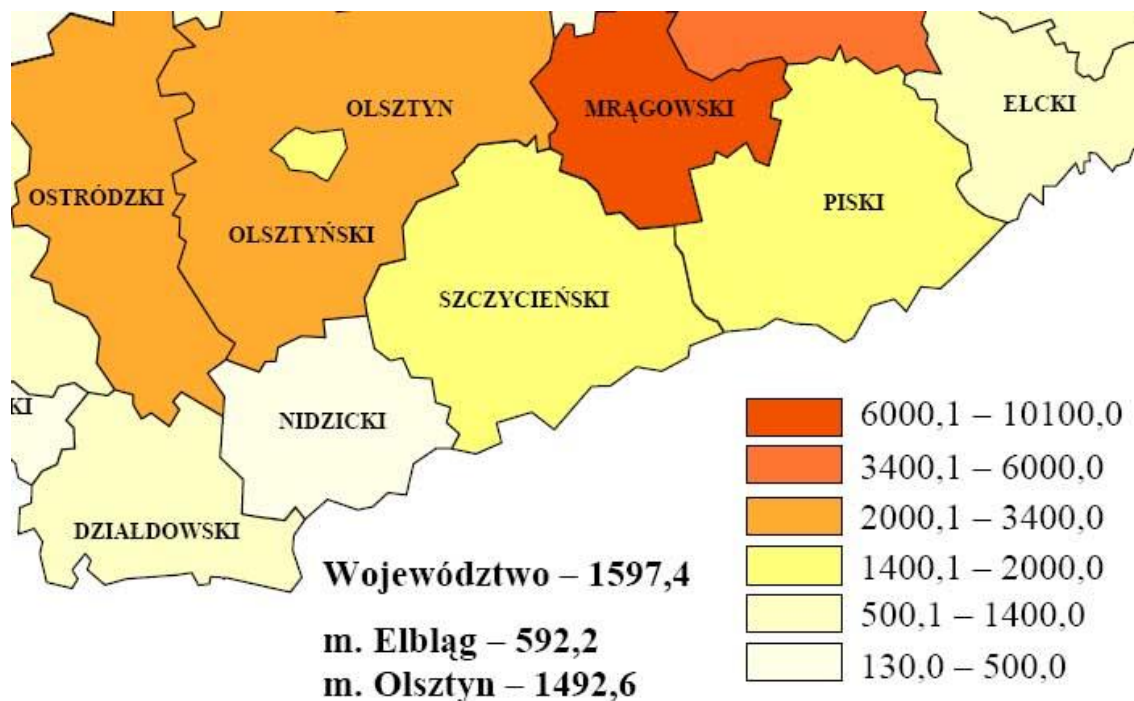 OLSZTYN
MRĄGOWSKI
EŁCKI
OSTRÓDZKI
PISKI
OLSZTYŃSKI
SZCZYCIEŃSKI
KI
NIDZICKI
DZIAŁDOWSKI
6000,1 – 10100,0
3400,1 – 6000,0
2000,1 – 3400,0
1400,1 – 2000,0
500,1 – 1400,0
130,0 – 500,0
Województwo – 1597,4
m. Elbląg – 592,2
m. Olsztyn – 1492,6